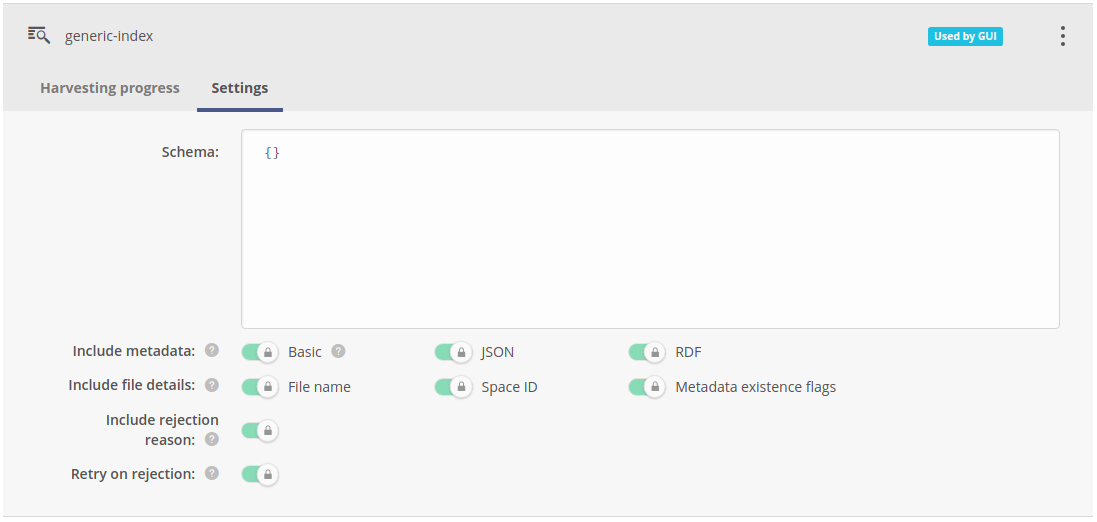 generic-index
Used by GUI
Harvesting progress
Settings
Schema:
{}
Include metadata: ?
Basic ?
JSON
RDF
Include file details: ?
File name
Space ID
Metadata existence flags
Include rejection
reason: ?
Retry on rejection: ?